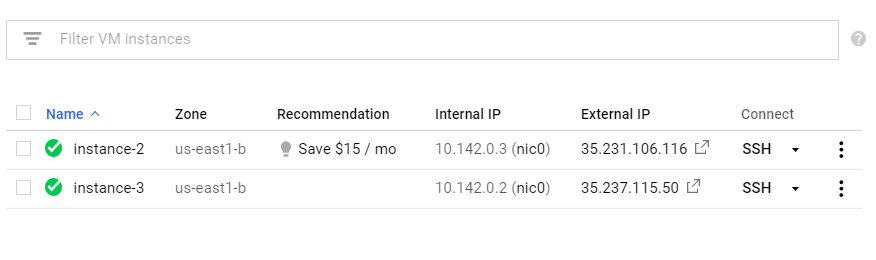 Filter VM instances
Name Zone Recommendation Internal IP External IP Connect
instance-2 us-east1-b Save $15 / mo 10.142.0.3 (nic0) 35.231.106.116 SSH
instance-3 us-east1-b 10.142.0.2 (nic0) 35.237.115.50 SSH